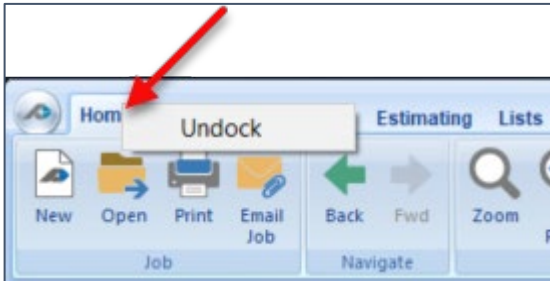 Hom
Undock
Estimating Lists
New Open Print Email Job
Back Fwd
Zoom
Job
Navigate